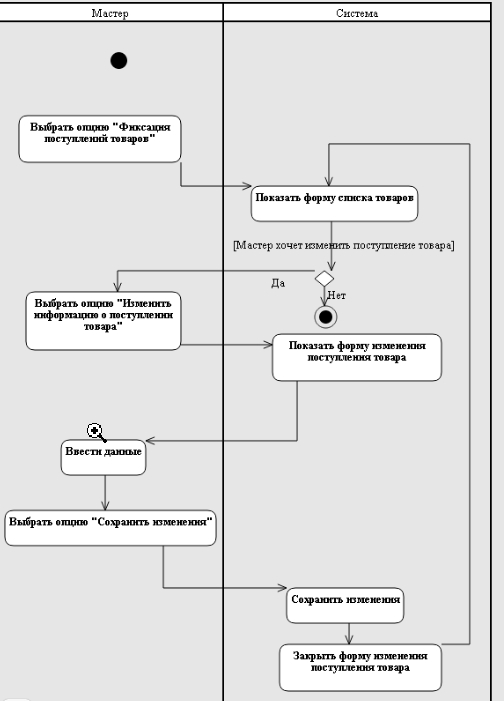 Мастер
Система
Выбрать опцию "Фиксация
поступлений товаров"
Показать форму списка товаров
[Мастер хочет изменить поступление товара]
Да
Нет
Выбрать опцию "Изменить
информацию о поступлении
товара"
Показать форму изменения
поступления товара
Ввести данные
Выбрать опцию "Сохранить изменения"
Сохранить изменения
Закрыть форму изменения
поступления товара